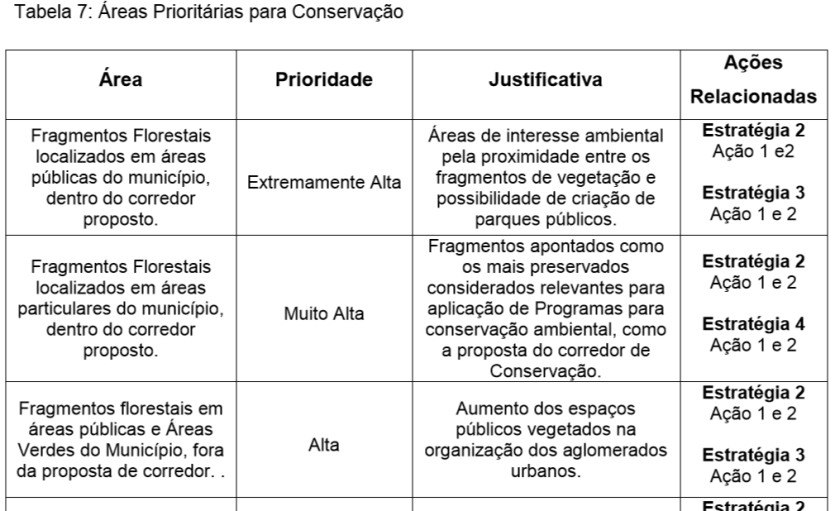 Tabela 7: Áreas Prioritárias para Conservação
Área
Prioridade
Justificativa
Ações
Relacionadas
Fragmentos Florestais
localizados em áreas
públicas do município,
dentro do corredor
proposto.
Extremamente Alta
Áreas de interesse ambiental
pela proximidade entre os
fragmentos de vegetação e
possibilidade de criação de
parques públicos.
Estratégia 2
Ação 1 e2
Estratégia 3
Ação 1 e 2
Fragmentos Florestais
localizados em áreas
particulares do município,
dentro do corredor
proposto.
Muito Alta
Fragmentos apontados como
os mais preservados
considerados relevantes para
aplicação de Programas para
conservação ambiental, como
a proposta do corredor de
Conservação.
Estratégia 2
Ação 1 e 2
Estratégia 4
Ação 1 e 2
Fragmentos florestais em
áreas públicas e Áreas
Verdes do Município, fora
da proposta de corredor. .
Alta
Aumento dos espaços
públicos vegetados na
organização dos aglomerados
urbanos.
Estratégia 2
Ação 1 e 2
Estratégia 3
Ação 1 e 2
Estratégia 2